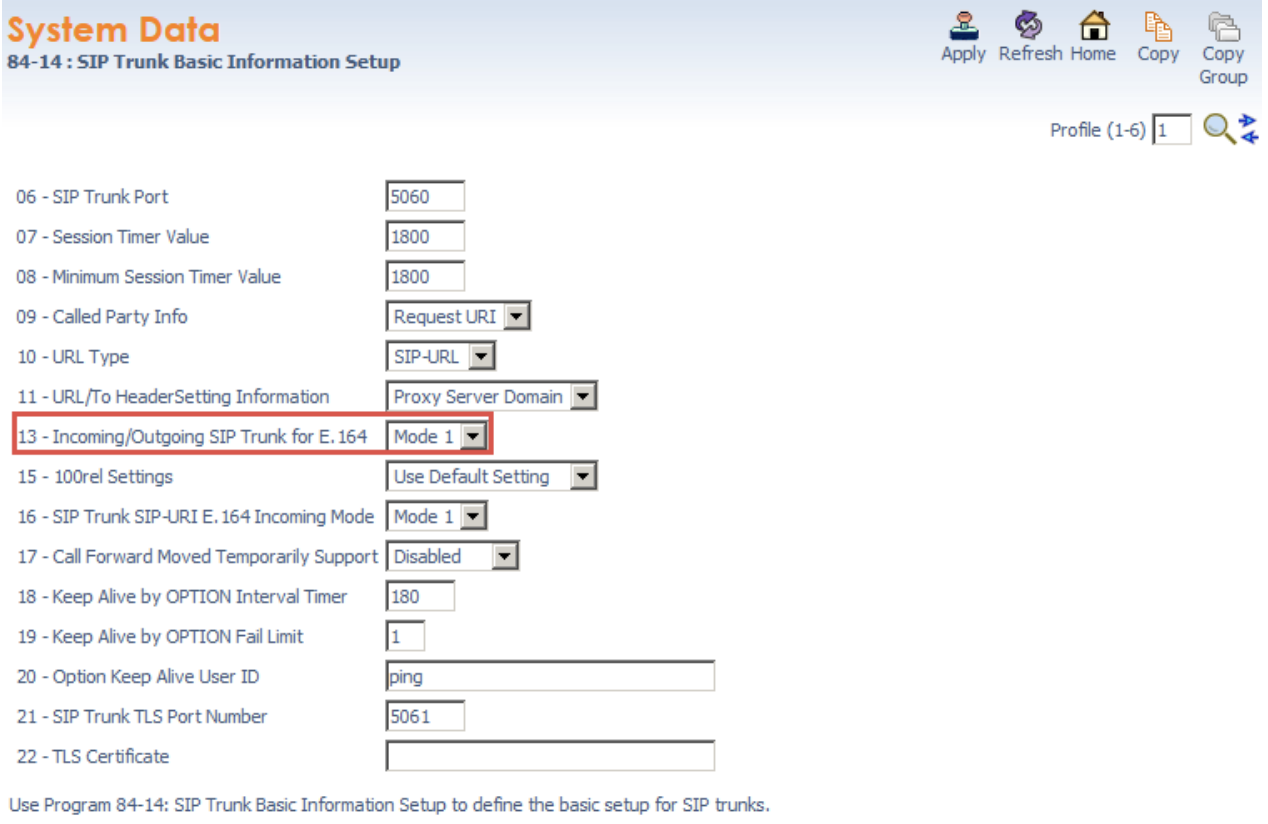 System Data
84-14 : SIP Trunk Basic Information Setup
Apply Refresh Home Copy Copy Group
Profile (1-6) 1
06 - SIP Trunk Port 5060
07 - Session Timer Value 1800
08 - Minimum Session Timer Value 1800
09 - Called Party Info Request URI
10 - URL Type SIP-URL
11 - URL/To HeaderSetting Information Proxy Server Domain
13 - Incoming/Outgoing SIP Trunk for E.164 Mode 1
15 - 100rel Settings Use Default Setting
16 - SIP Trunk SIP-URI E.164 Incoming Mode Mode 1
17 - Call Forward Moved Temporarily Support Disabled
18 - Keep Alive by OPTION Interval Timer 180
19 - Keep Alive by OPTION Fail Limit 1
20 - Option Keep Alive User ID ping
21 - SIP Trunk TLS Port Number 5061
22 - TLS Certificate
Use Program 84-14: SIP Trunk Basic Information Setup to define the basic setup for SIP trunks.